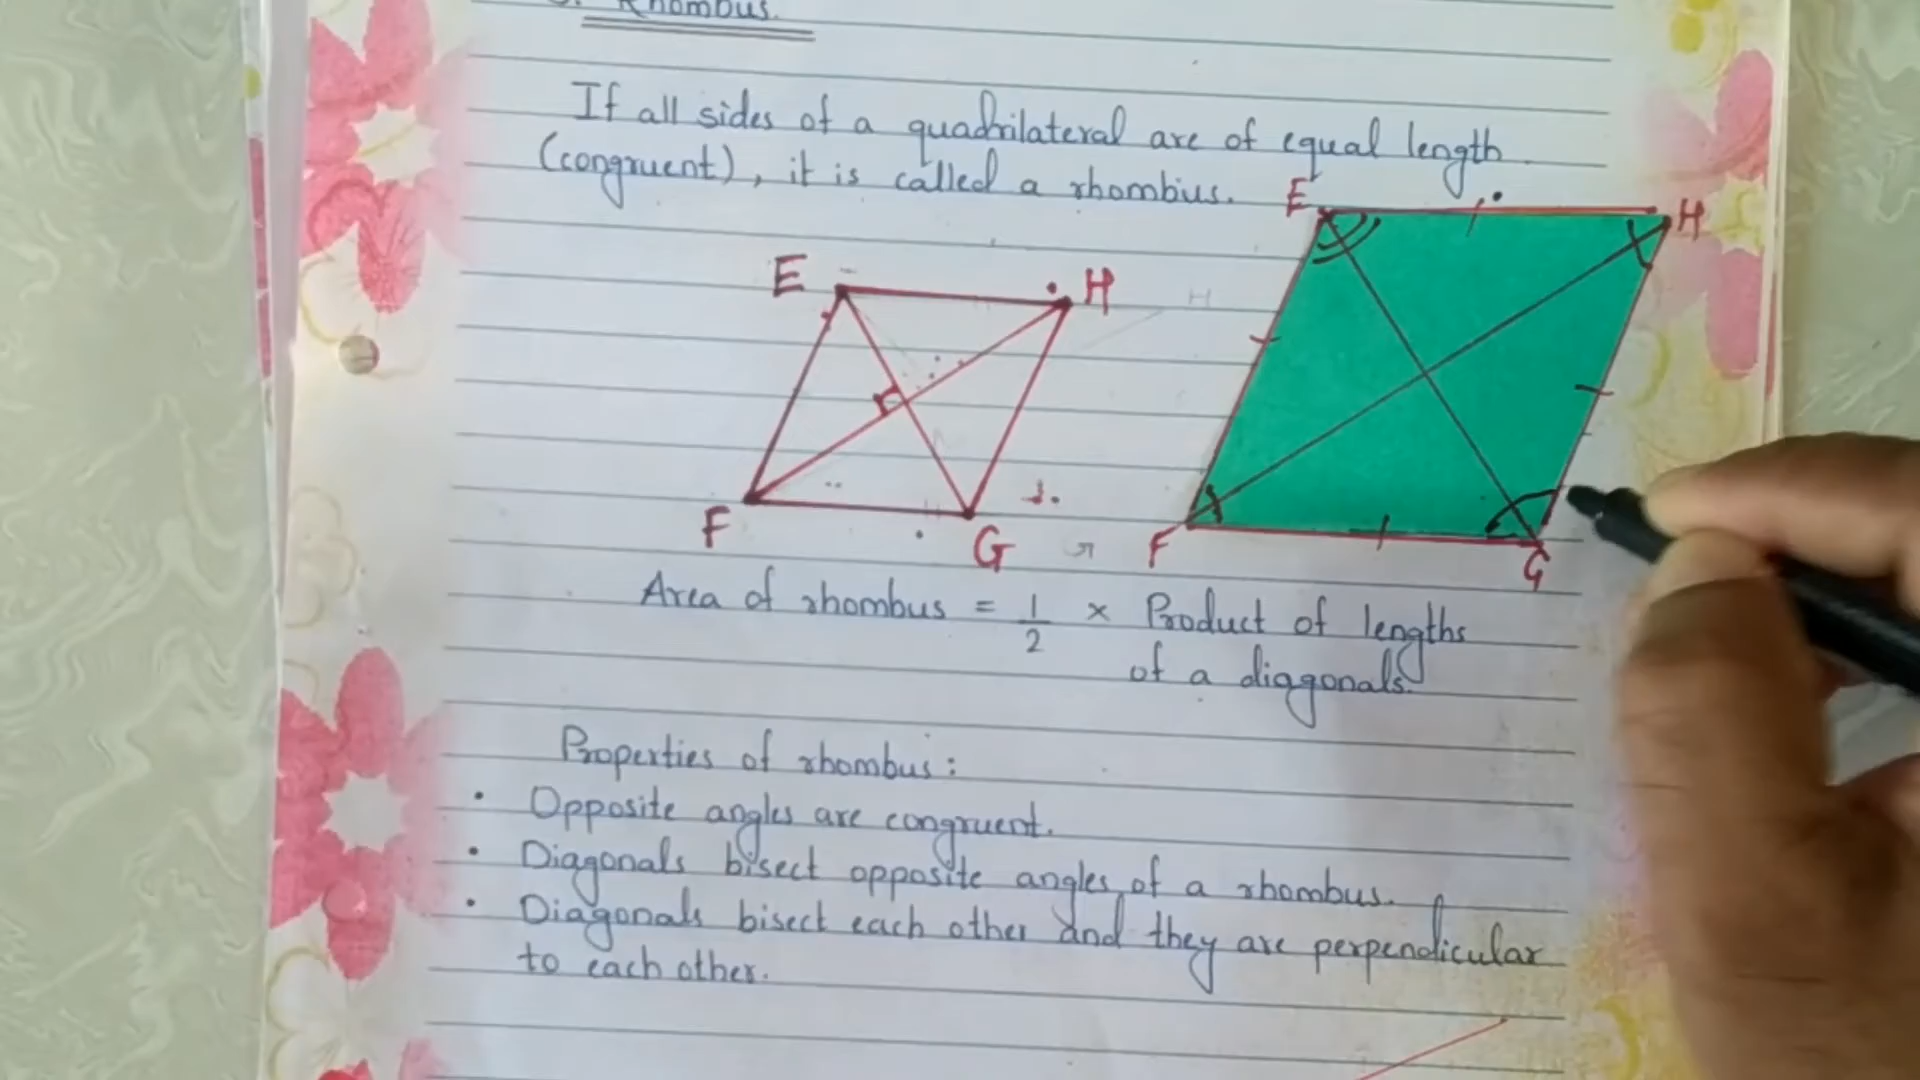 Rhombus.
If all sides of a quadrilateral are of equal length
(congruent), it is called a rhombius.
E H
E H
F G
F G
Area of rhombus = 1/2 × Product of lengths
of a diagonals.
Properties of rhombus :
• Opposite angles are congruent.
• Diagonals bisect opposite angles of a rhombus.
• Diagonals bisect each other and they are perpendicular
to each other.